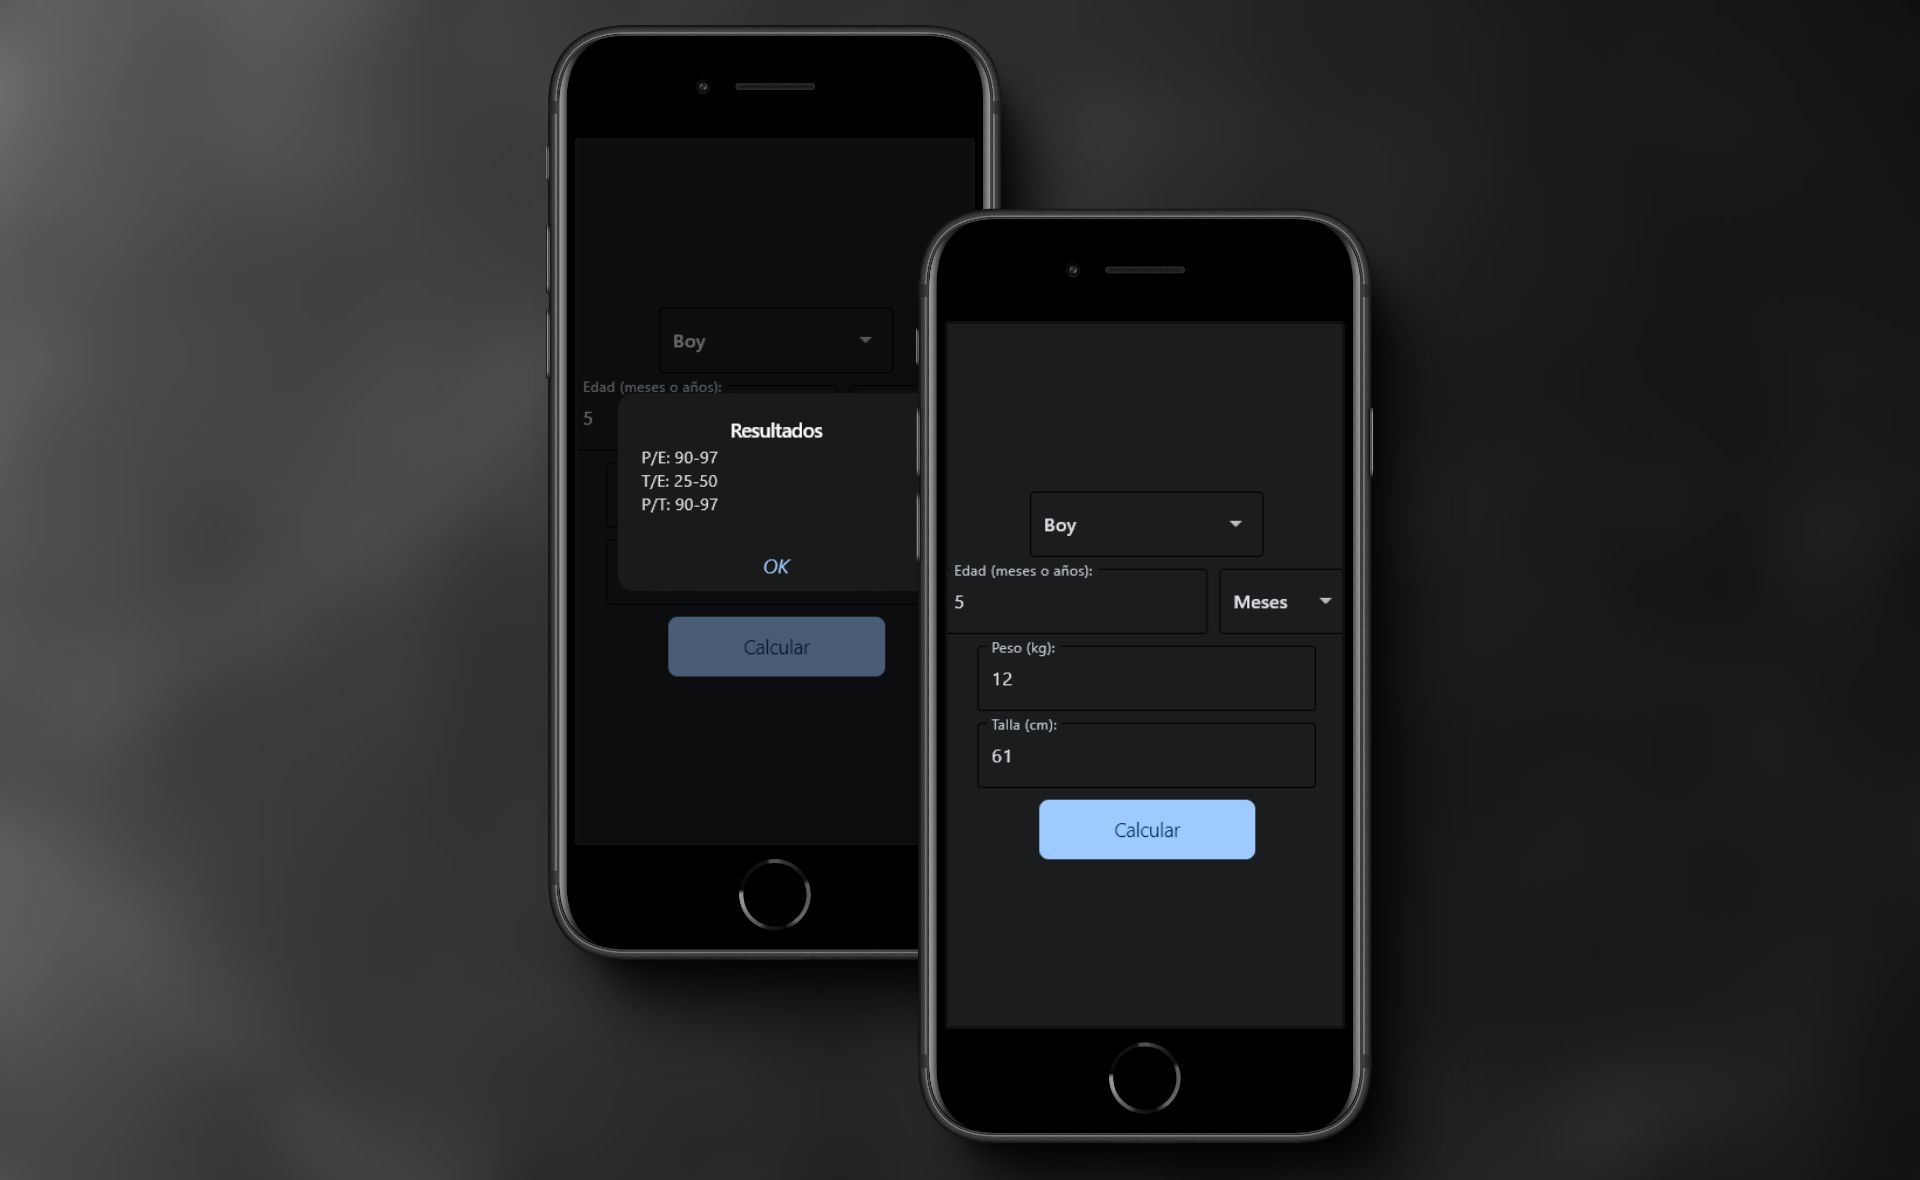 Boy
Edad (meses o años):
5
Resultados
P/E: 90-97
T/E: 25-50
P/T: 90-97
OK
Calcular
Boy
Edad (meses o años):
5
Meses
Peso (kg):
12
Talla (cm):
61
Calcular